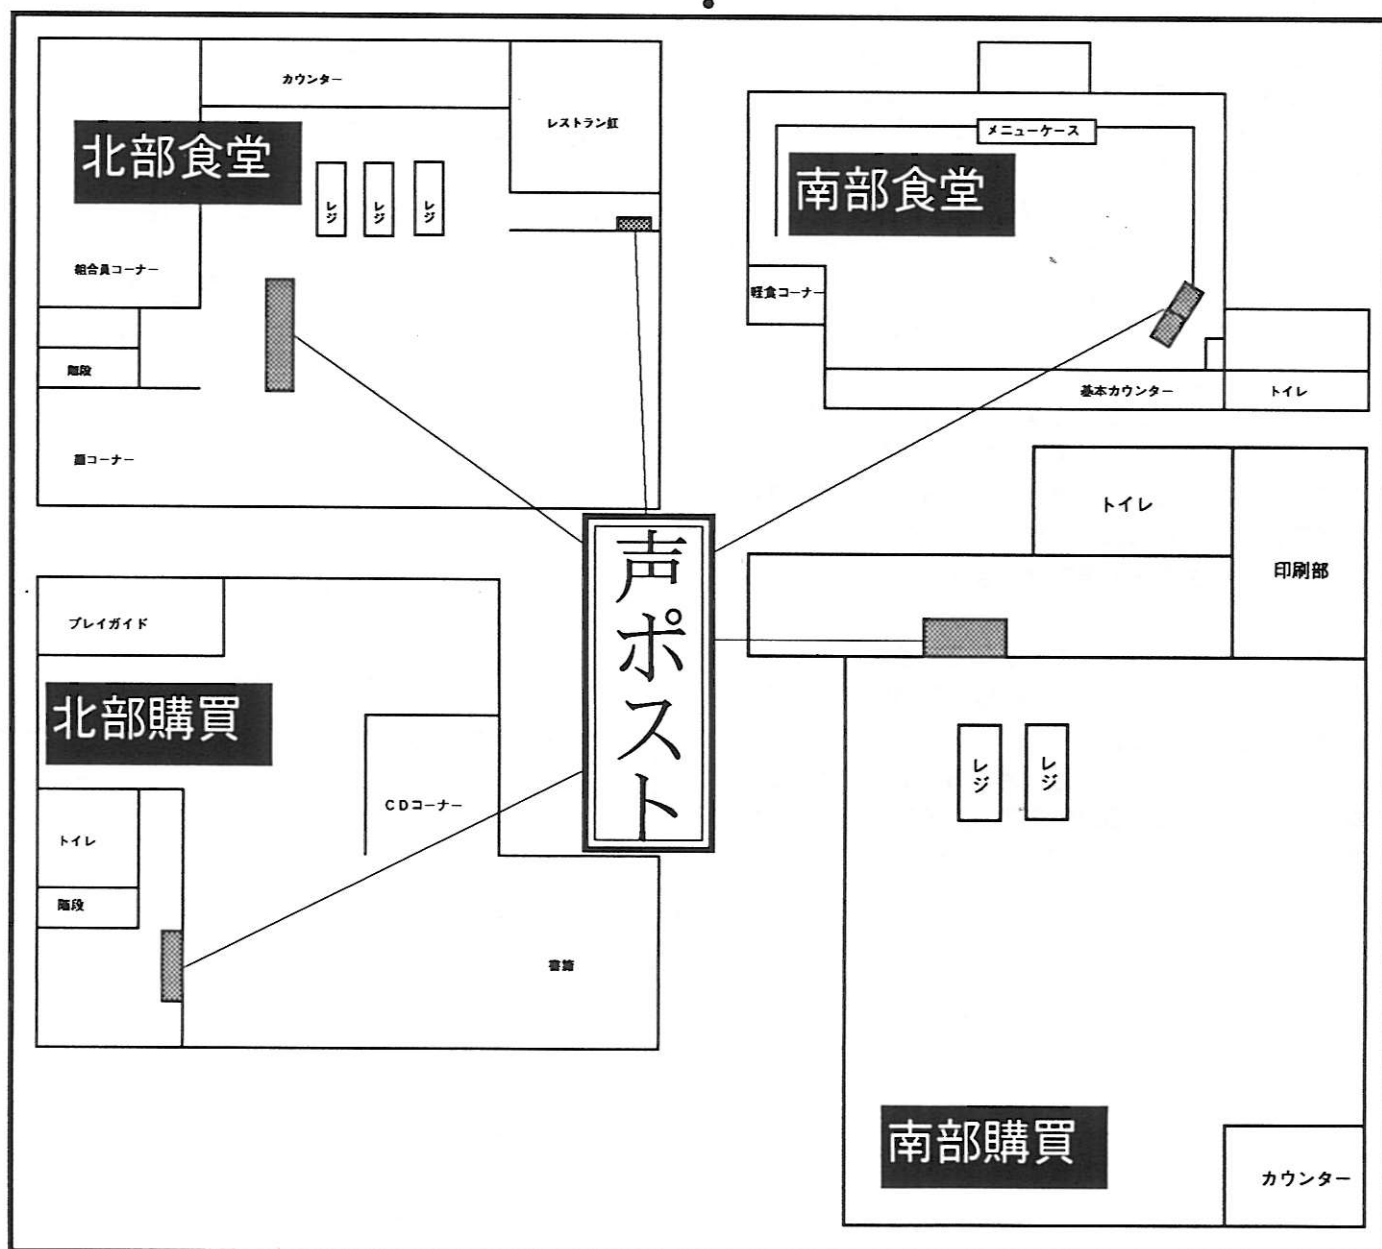 カウンター
レストラン虹
北部食堂
レジ
レジ
レジ
組合員コーナー
階段
麺コーナー
メニューケース
南部食堂
軽食コーナー
基本カウンター
トイレ
声ポスト
プレイガイド
北部購買
CDコーナー
トイレ
階段
書籍
トイレ
印刷部
レジ
レジ
南部購買
カウンター